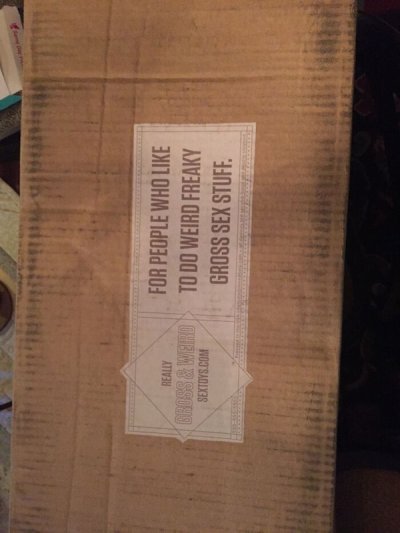 REALLY
GROSS & WEIRD
SEXTOYS.COM
FOR PEOPLE WHO LIKE
TO DO WEIRD FREAKY
GROSS SEX STUFF.